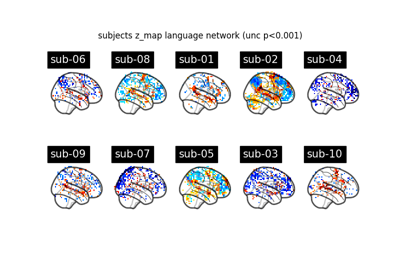 subjects z_map language network (unc p<0.001)
sub-06 sub-08 sub-01 sub-02 sub-04
sub-09 sub-07 sub-05 sub-03 sub-10